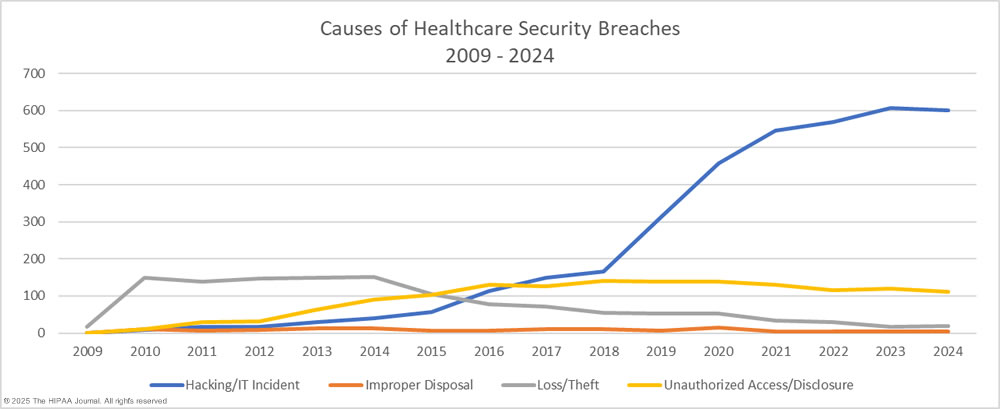 Causes of Healthcare Security Breaches
2009 - 2024
700
600
500
400
300
200
100
0
2009 2010 2011 2012 2013 2014 2015 2016 2017 2018 2019 2020 2021 2022 2023 2024
Hacking/IT Incident Improper Disposal Loss/Theft Unauthorized Access/Disclosure
© 2025 The HIPAA Journal. All rights reserved